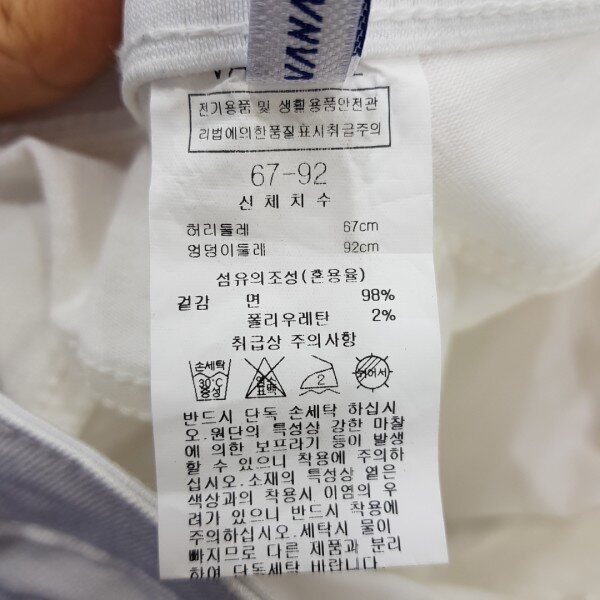 전기용품 및 생활용품안전관
리법에의한품질표시취급주의
67-92
신체치수
허리둘레 67cm
엉덩이둘래 92cm
섬유의조성(혼용율)
겉감 면 98%
폴리우레탄 2%
취급상 주의사항
손세탁
30℃
중성
염소
표백
2
뉘어서
반드시 단독 손세탁 하십시
오.원단의 특성상 강한 마찰
에 의한 보프라기 등이 발생
할 수 있으니 착용에 주의하
십시오.소재의 특성상 옅은
색상과의 착용시 이염의 우
려가 있으니 반드시 착용에
주의하십시오.세탁시 물이
빠지므로 다른 제품과 분리
하여 단독세탁 바랍니다.